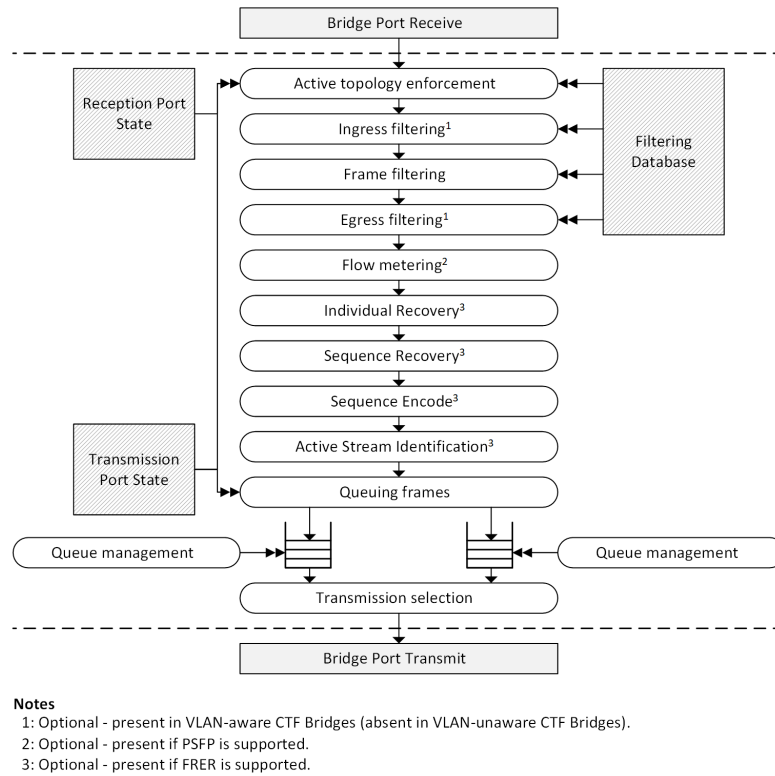 Bridge Port Receive
Reception Port
State
Active topology enforcement
Ingress filtering¹
Frame filtering
Egress filtering¹
Filtering
Database
Flow metering²
Individual Recovery³
Sequence Recovery³
Sequence Encode³
Active Stream Identification³
Transmission
Port State
Queuing frames
Queue management
Queue management
Transmission selection
Bridge Port Transmit
Notes
1: Optional - present in VLAN-aware CTF Bridges (absent in VLAN-unaware CTF Bridges).
2: Optional - present if PSFP is supported.
3: Optional - present if FRER is supported.